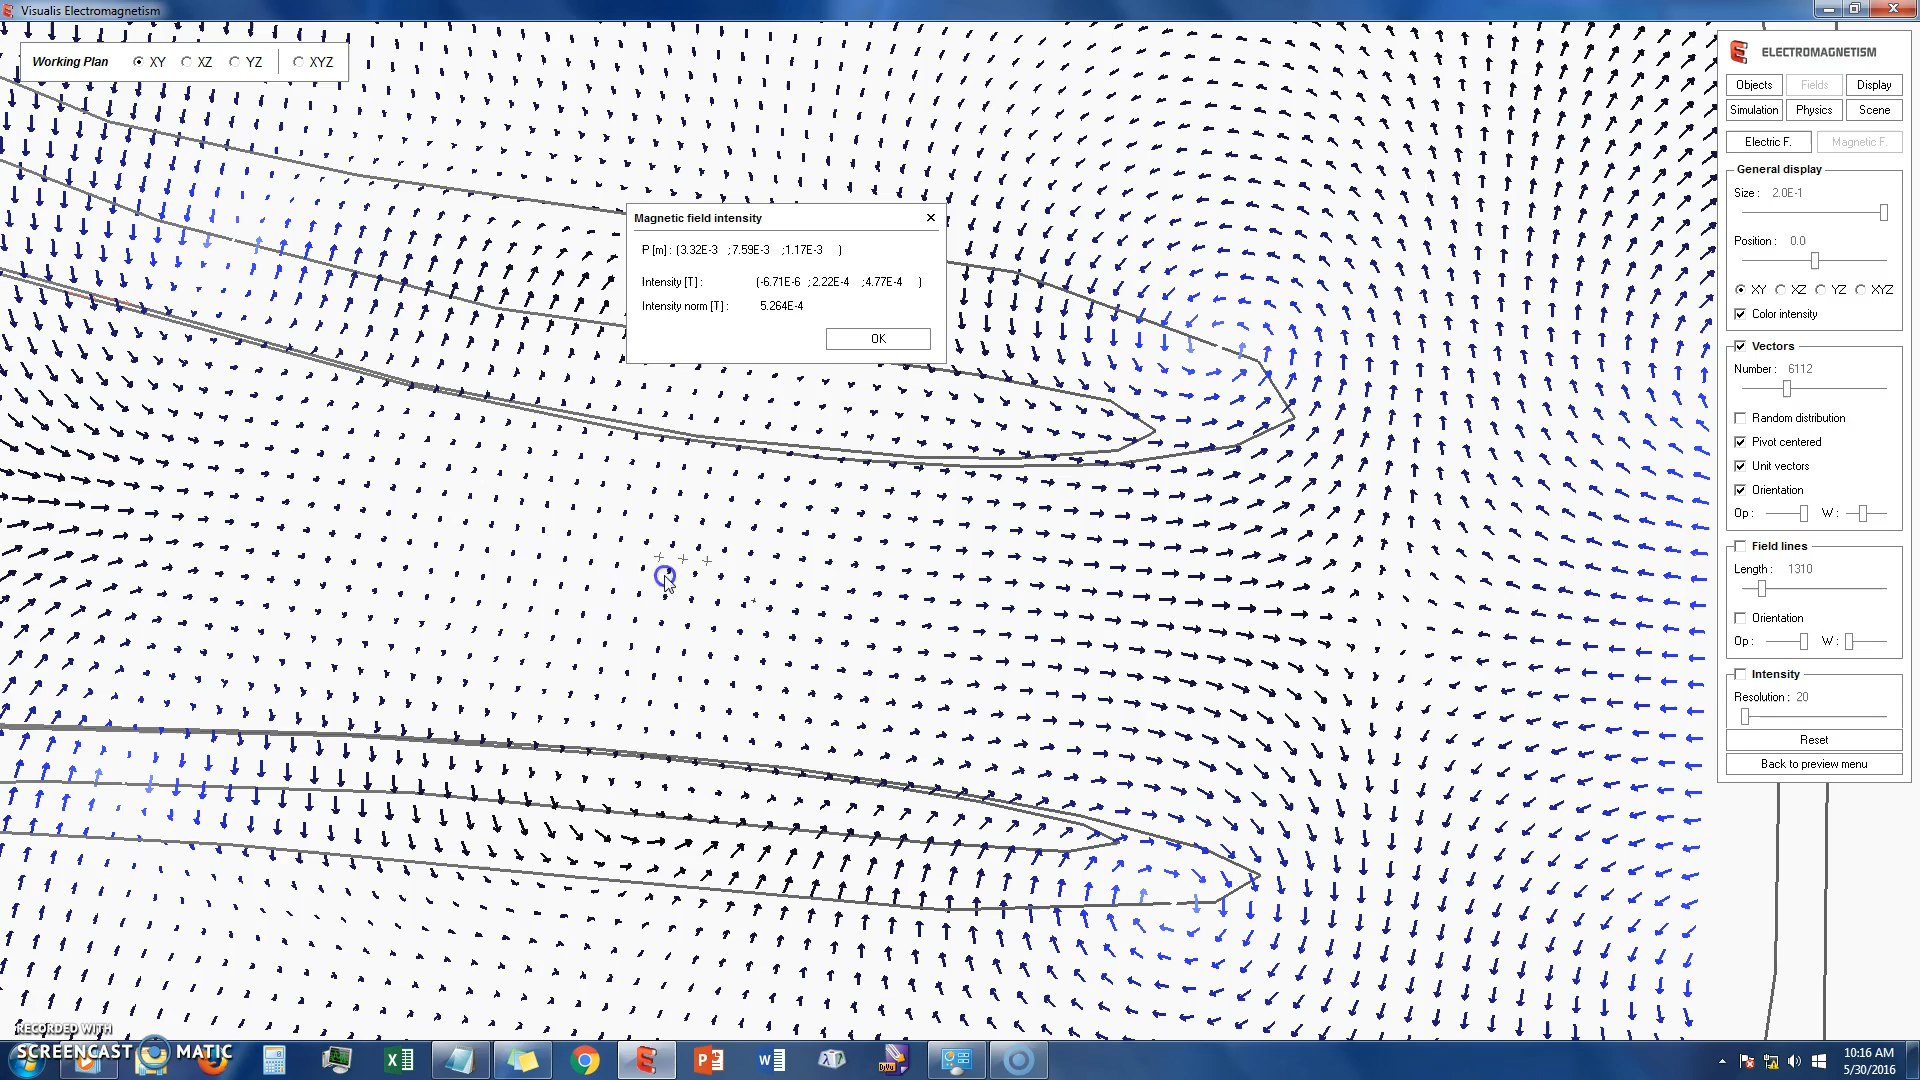 Visualis Electromagnetism
Working Plan XY XZ YZ XYZ
Magnetic field intensity
P [m] : (3.32E-3 ;7.59E-3 ;1.17E-3 )
Intensity [T] : (-6.71E-6 ;2.22E-4 ;4.77E-4 )
Intensity norm [T] : 5.264E-4
OK
ELECTROMAGNETISM
Objects Fields Display
Simulation Physics Scene
Electric F. Magnetic F.
General display
Size : 2.0E-1
Position : 0.0
XY XZ YZ XYZ
Color intensity
Vectors
Number : 6112
Random distribution
Pivot centered
Unit vectors
Orientation
Op : W :
Field lines
Length : 1310
Orientation
Op : W :
Intensity
Resolution : 20
Reset
Back to preview menu
RECORDED WITH
SCREENCAST MATIC
10:16 AM
5/30/2016